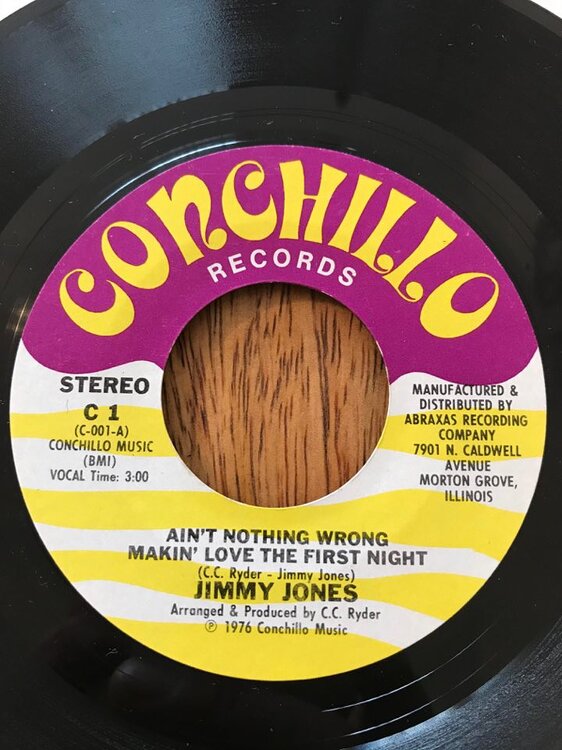 CONCHILLO
RECORDS
STEREO
C 1
(C-001-A)
CONCHILLO MUSIC
(BMI)
VOCAL Time: 3:00
MANUFACTURED &
DISTRIBUTED BY
ABRAXAS RECORDING
COMPANY
7901 N. CALDWELL
AVENUE
MORTON GROVE,
ILLINOIS
AIN'T NOTHING WRONG
MAKIN' LOVE THE FIRST NIGHT
(C.C. Ryder - Jimmy Jones)
JIMMY JONES
Arranged & Produced by C.C. Ryder
℗ 1976 Conchillo Music